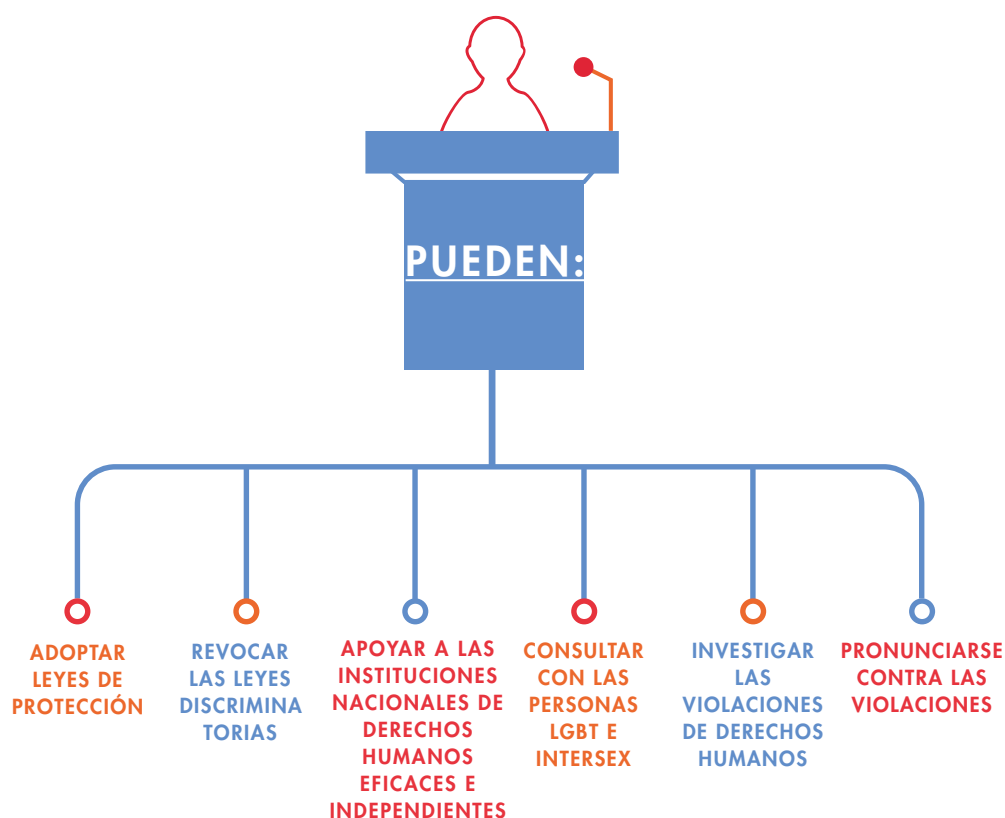 PUEDEN:
ADOPTAR
LEYES DE
PROTECCIÓN
REVOCAR
LAS LEYES
DISCRIMINA
TORIAS
APOYAR A LAS
INSTITUCIONES
NACIONALES DE
DERECHOS
HUMANOS
EFICACES E
INDEPENDIENTES
CONSULTAR
CON LAS
PERSONAS
LGBT E
INTERSEX
INVESTIGAR
LAS
VIOLACIONES
DE DERECHOS
HUMANOS
PRONUNCIARSE
CONTRA LAS
VIOLACIONES